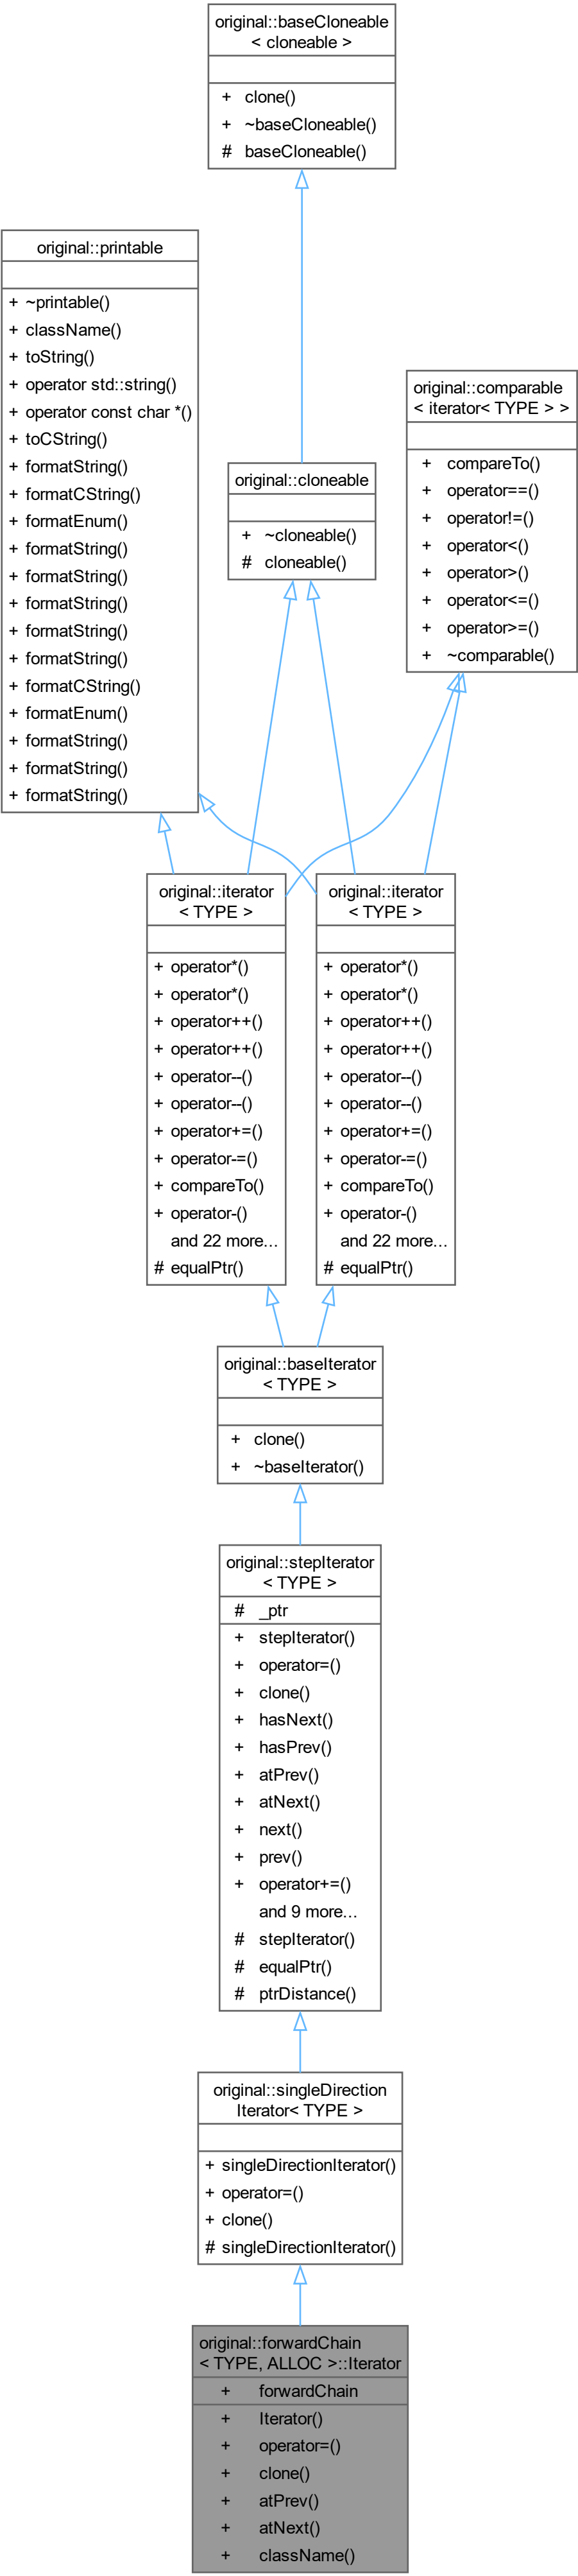 original::baseCloneable
< cloneable >
+ clone()
+ ~baseCloneable()
# baseCloneable()
original::printable
+ ~printable()
+ className()
+ toString()
+ operator std::string()
+ operator const char *()
+ toCString()
+ formatString()
+ formatCString()
+ formatEnum()
+ formatString()
+ formatString()
+ formatString()
+ formatString()
+ formatString()
+ formatCString()
+ formatEnum()
+ formatString()
+ formatString()
+ formatString()
original::cloneable
+ ~cloneable()
# cloneable()
original::comparable
< iterator< TYPE > >
+ compareTo()
+ operator==()
+ operator!=()
+ operator<()
+ operator>()
+ operator<=()
+ operator>=()
+ ~comparable()
original::iterator
< TYPE >
+ operator*()
+ operator*()
+ operator++()
+ operator++()
+ operator--()
+ operator--()
+ operator+=()
+ operator-=()
+ compareTo()
+ operator-()
and 22 more...
# equalPtr()
original::iterator
< TYPE >
+ operator*()
+ operator*()
+ operator++()
+ operator++()
+ operator--()
+ operator--()
+ operator+=()
+ operator-=()
+ compareTo()
+ operator-()
and 22 more...
# equalPtr()
original::baseIterator
< TYPE >
+ clone()
+ ~baseIterator()
original::stepIterator
< TYPE >
# _ptr
+ stepIterator()
+ operator=()
+ clone()
+ hasNext()
+ hasPrev()
+ atPrev()
+ atNext()
+ next()
+ prev()
+ operator+=()
and 9 more...
# stepIterator()
# equalPtr()
# ptrDistance()
original::singleDirection
Iterator< TYPE >
+ singleDirectionIterator()
+ operator=()
+ clone()
# singleDirectionIterator()
original::forwardChain
< TYPE, ALLOC >::Iterator
+ forwardChain
+ Iterator()
+ operator=()
+ clone()
+ atPrev()
+ atNext()
+ className()